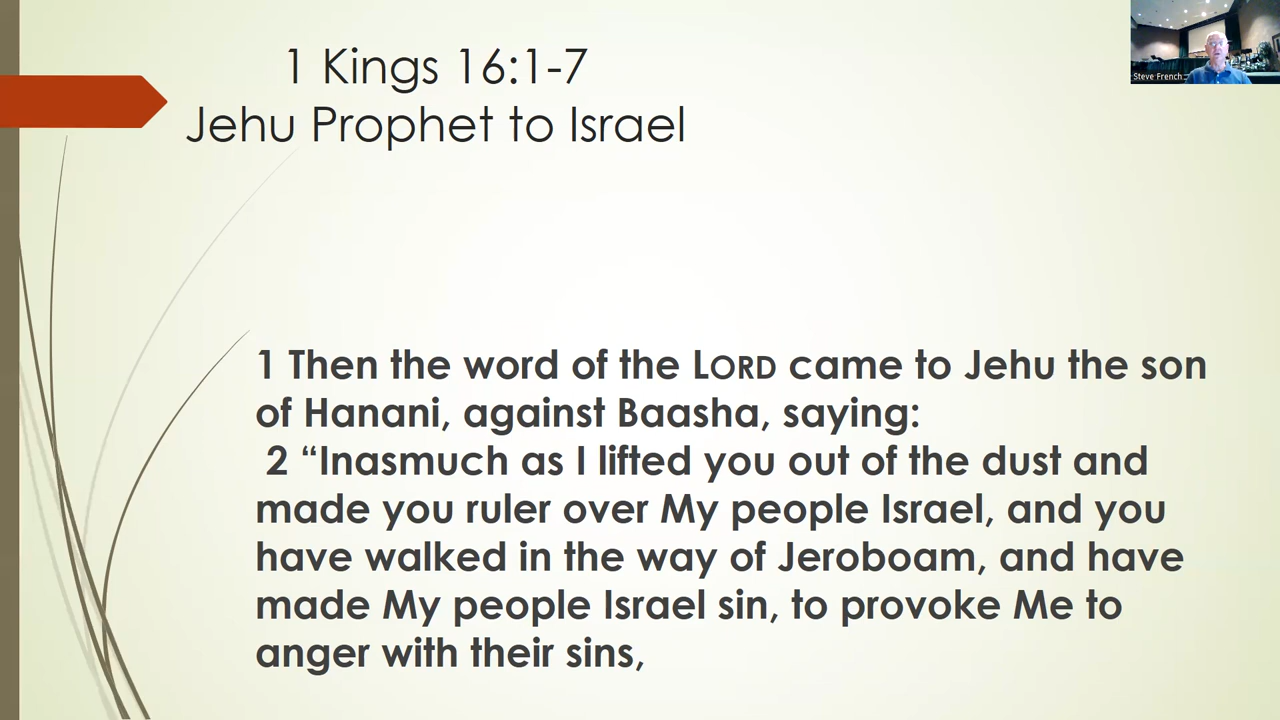 1 Kings 16:1-7
Jehu Prophet to Israel
Steve French
1 Then the word of the LORD came to Jehu the son
of Hanani, against Baasha, saying:
2 “Inasmuch as I lifted you out of the dust and
made you ruler over My people Israel, and you
have walked in the way of Jeroboam, and have
made My people Israel sin, to provoke Me to
anger with their sins,